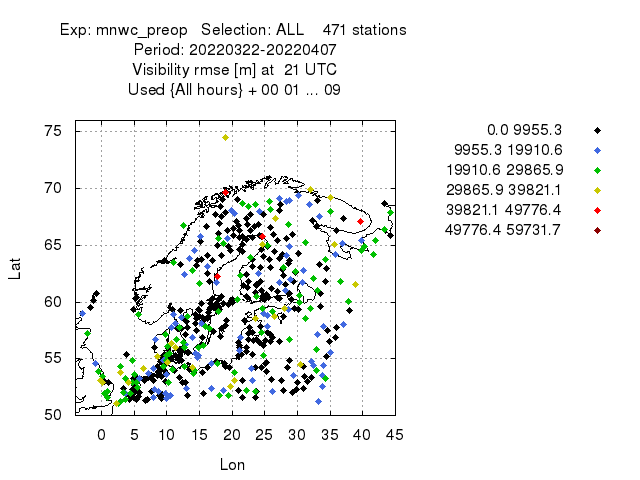 Exp: mnwc_preop   Selection: ALL    471 stations
Period: 20220322-20220407
Visibility rmse [m] at  21 UTC
Used {All hours} + 00 01 ... 09
0.0 9955.3
9955.3 19910.6
19910.6 29865.9
29865.9 39821.1
39821.1 49776.4
49776.4 59731.7
75
70
65
60
55
50
Lat
0 5 10 15 20 25 30 35 40 45
Lon